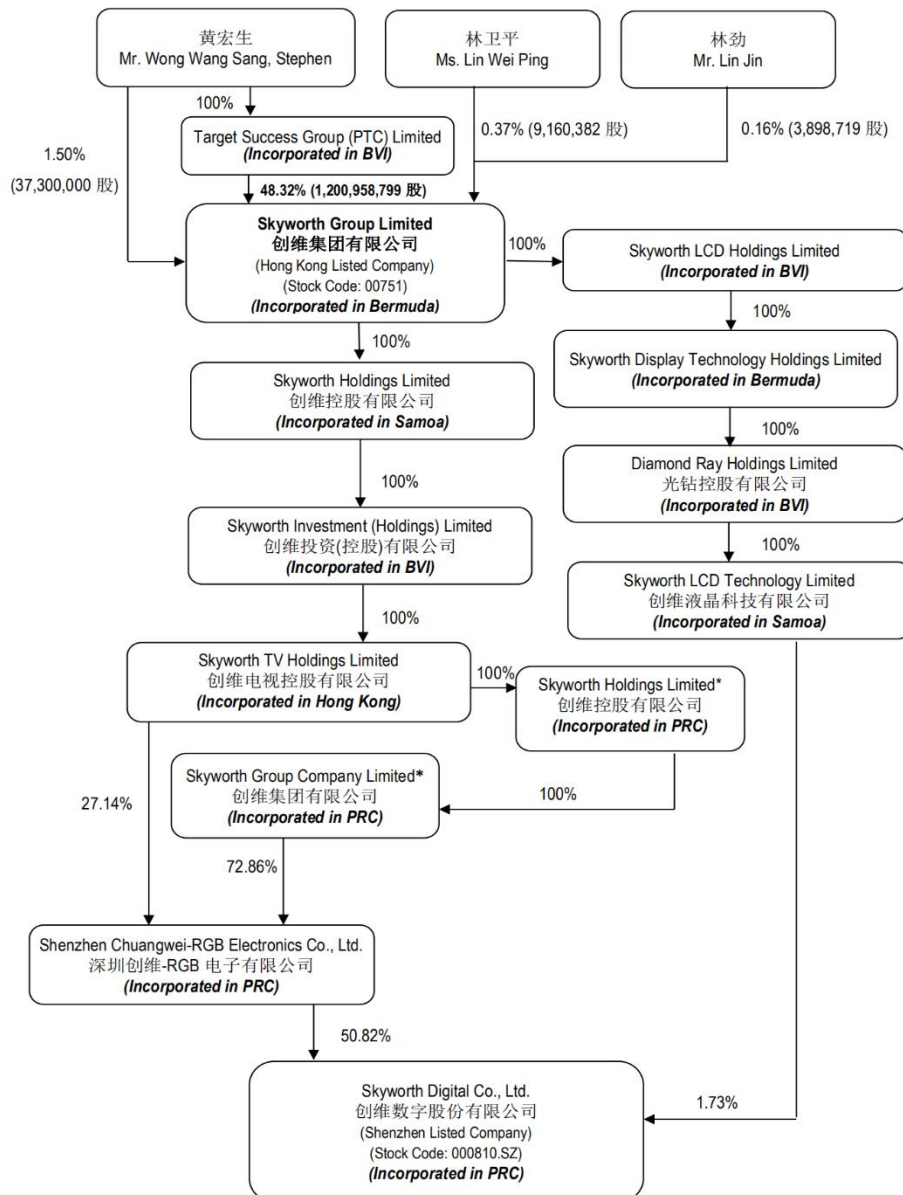 黄宏生
Mr. Wong Wang Sang, Stephen
林卫平
Ms. Lin Wei Ping
林劲
Mr. Lin Jin
100%
0.37% (9,160,382 股)
0.16% (3,898,719 股)
Target Success Group (PTC) Limited
(Incorporated in BVI)
1.50%
(37,300,000 股)
48.32% (1,200,958,799 股)
Skyworth Group Limited
创维集团有限公司
(Hong Kong Listed Company)
(Stock Code: 00751)
(Incorporated in Bermuda)
100%
Skyworth LCD Holdings Limited
(Incorporated in BVI)
100%
100%
Skyworth Display Technology Holdings Limited
(Incorporated in Bermuda)
Skyworth Holdings Limited
创维控股有限公司
(Incorporated in Samoa)
100%
Diamond Ray Holdings Limited
光钻控股有限公司
(Incorporated in BVI)
100%
Skyworth Investment (Holdings) Limited
创维投资(控股)有限公司
(Incorporated in BVI)
100%
Skyworth LCD Technology Limited
创维液晶科技有限公司
(Incorporated in Samoa)
100%
Skyworth TV Holdings Limited
创维电视控股有限公司
(Incorporated in Hong Kong)
100%
Skyworth Holdings Limited*
创维控股有限公司
(Incorporated in PRC)
Skyworth Group Company Limited*
创维集团有限公司
(Incorporated in PRC)
100%
27.14%
72.86%
Shenzhen Chuangwei-RGB Electronics Co., Ltd.
深圳创维-RGB 电子有限公司
(Incorporated in PRC)
50.82%
Skyworth Digital Co., Ltd.
创维数字股份有限公司
(Shenzhen Listed Company)
(Stock Code: 000810.SZ)
(Incorporated in PRC)
1.73%